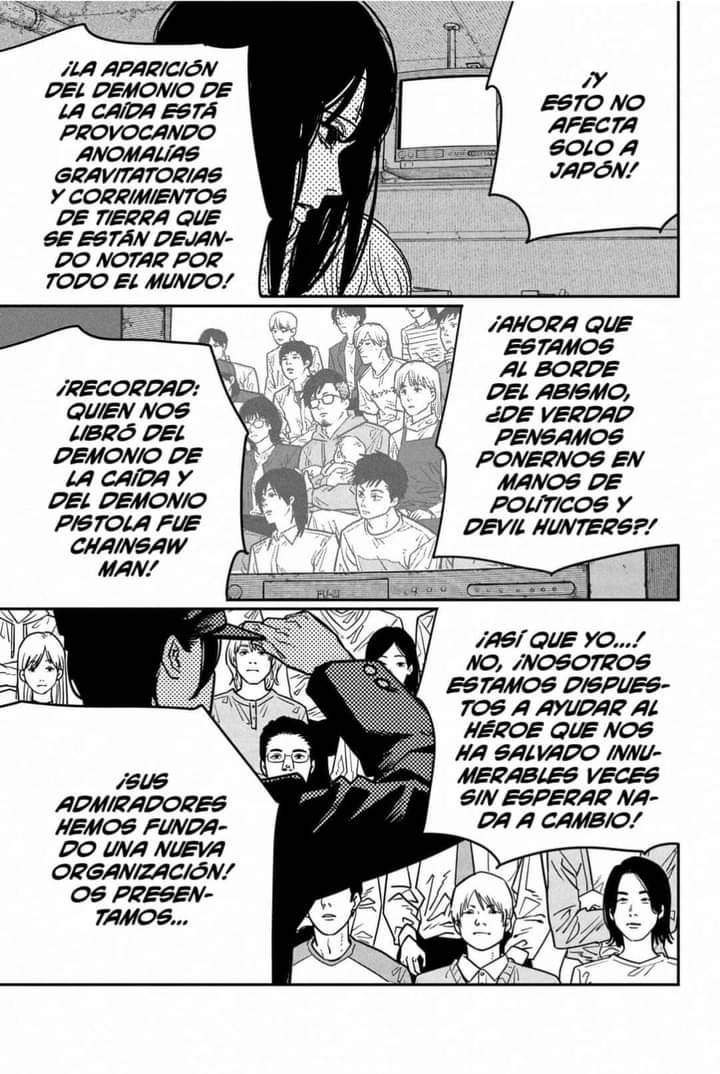 ¡Y
ESTO NO
AFECTA
SOLO A
JAPÓN!
¡LA APARICIÓN
DEL DEMONIO DE
LA CAÍDA ESTÁ
PROVOCANDO
ANOMALÍAS
GRAVITATORIAS
Y CORRIMIENTOS
DE TIERRA QUE
SE ESTÁN DEJAN-
DO NOTAR POR
TODO EL MUNDO!
¡AHORA QUE
ESTAMOS
AL BORDE
DEL ABISMO,
¿DE VERDAD
PENSAMOS
PONERNOS EN
MANOS DE
POLÍTICOS Y
DEVIL HUNTERS?!
¡RECORDAD:
QUIEN NOS
LIBRÓ DEL
DEMONIO DE
LA CAÍDA Y
DEL DEMONIO
PISTOLA FUE
CHAINSAW
MAN!
¡ASÍ QUE YO...!
NO, ¡NOSOTROS
ESTAMOS DISPUES-
TOS A AYUDAR AL
HÉROE QUE NOS
HA SALVADO INNU-
MERABLES VECES
SIN ESPERAR NA-
DA A CAMBIO!
¡SUS
ADMIRADORES
HEMOS FUNDA-
DO UNA NUEVA
ORGANIZACIÓN!
OS PRESEN-
TAMOS...